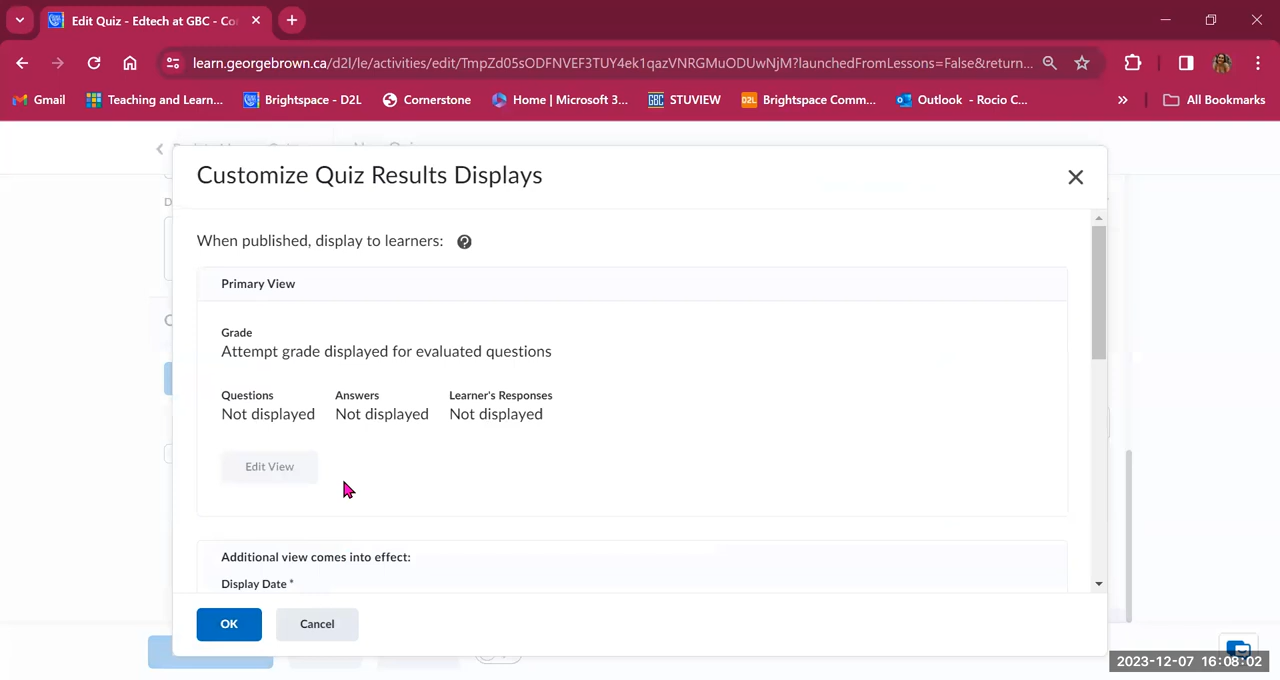 Edit Quiz - Edtech at GBC - Co
learn.georgebrown.ca/d2l/le/activities/edit/TmpZd05sODFNVEF3TUY4ek1qazVNRGMuODUwNjM?launchedFromLessons=False&return...
Gmail
Teaching and Learn...
Brightspace - D2L
Cornerstone
Home | Microsoft 3...
GBC STUVIEW
D2L Brightspace Comm...
Outlook - Rocio C...
All Bookmarks
Customize Quiz Results Displays
When published, display to learners:
Primary View
Grade
Attempt grade displayed for evaluated questions
Questions Answers Learner's Responses
Not displayed Not displayed Not displayed
Edit View
Additional view comes into effect:
Display Date *
OK Cancel
2023-12-07 16:08:02